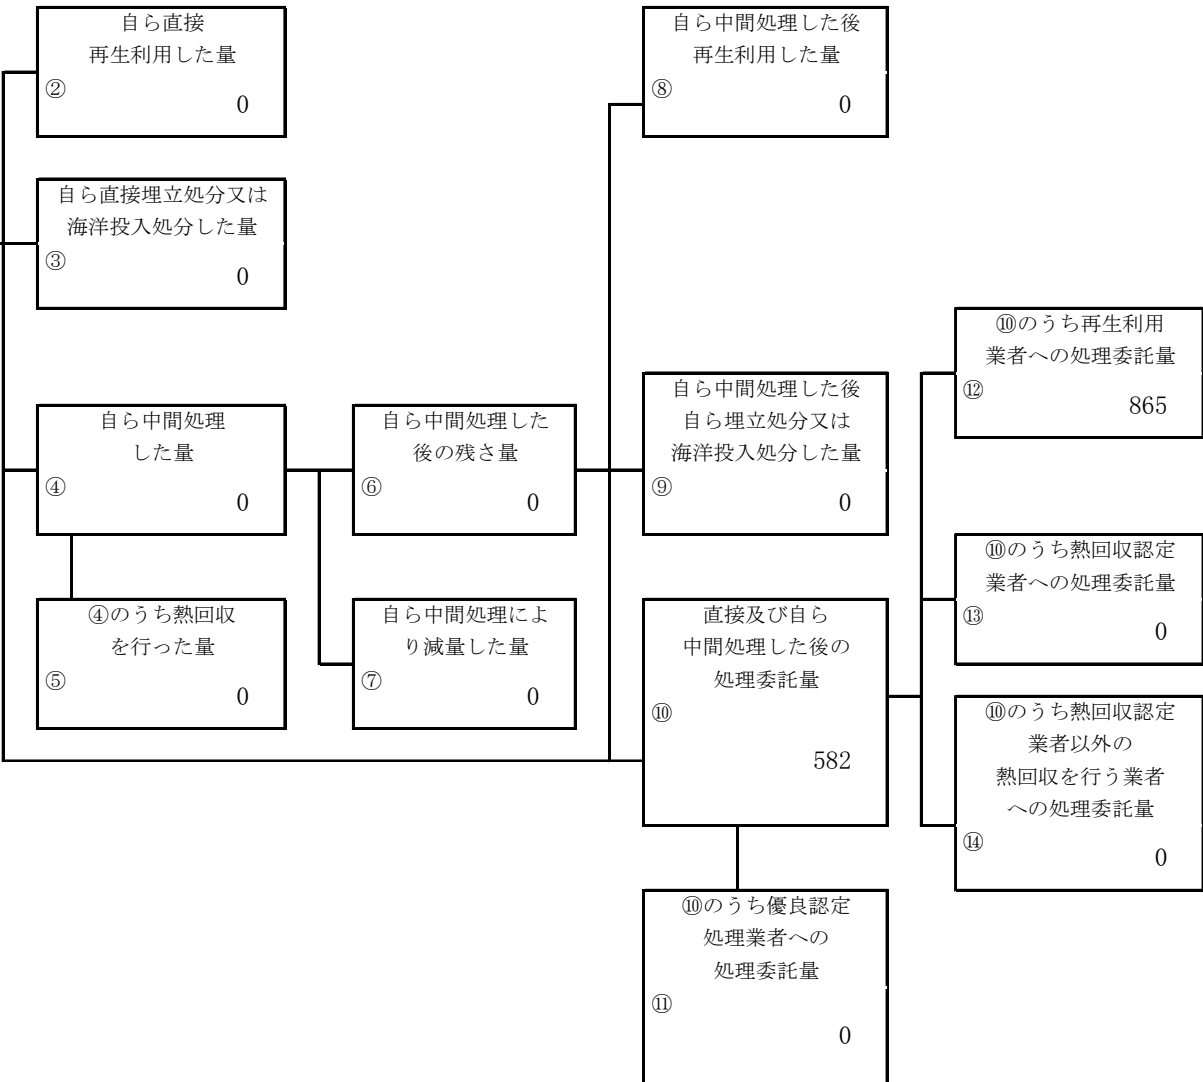 自ら直接
再生利用した量
②
0
自ら直接埋立処分又は
海洋投入処分した量
③
0
自ら中間処理
した量
④
0
④のうち熱回収
を行った量
⑤
0
自ら中間処理した
後の残さ量
⑥
0
自ら中間処理によ
り減量した量
⑦
0
自ら中間処理した後
再生利用した量
⑧
0
自ら中間処理した後
自ら埋立処分又は
海洋投入処分した量
⑨
0
直接及び自ら
中間処理した後の
処理委託量
⑩
582
⑩のうち優良認定
処理業者への
処理委託量
⑪
0
⑩のうち再生利用
業者への処理委託量
⑫
865
⑩のうち熱回収認定
業者への処理委託量
⑬
0
⑩のうち熱回収認定
業者以外の
熱回収を行う業者
への処理委託量
⑭
0